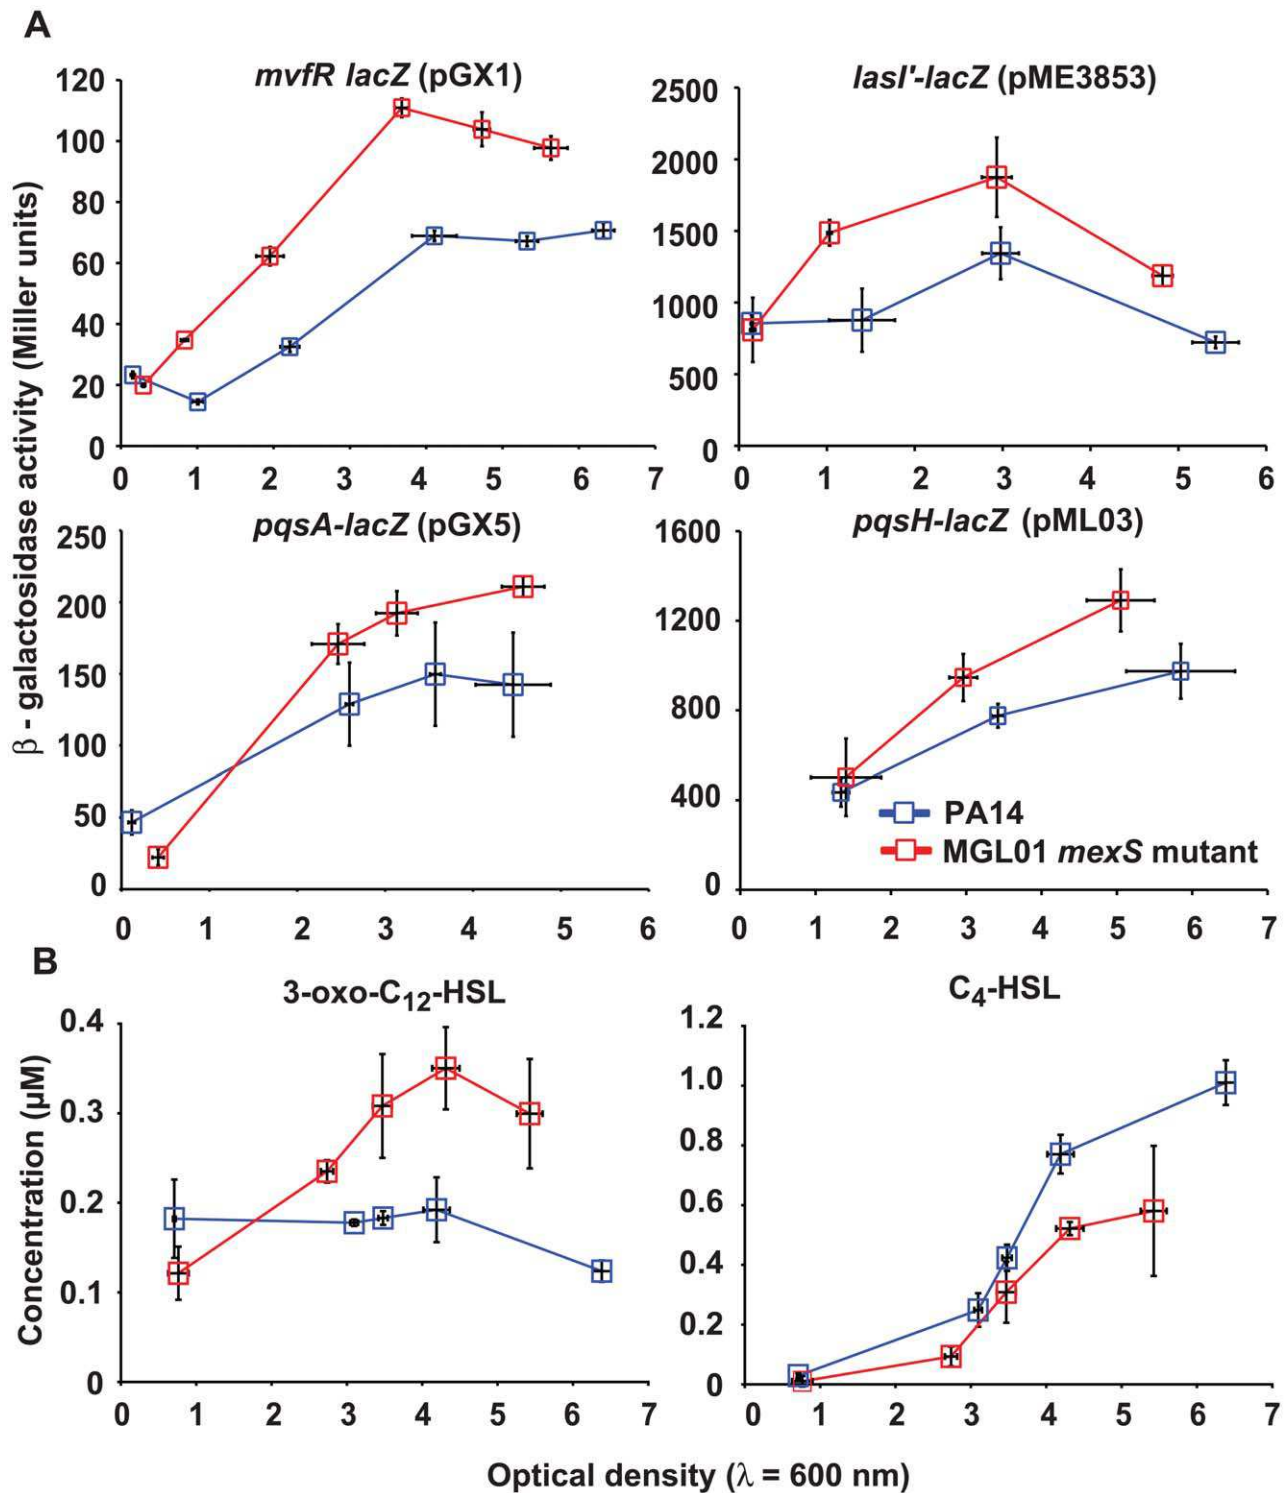 A
mvfR lacZ (pGX1)
120
100
80
60
40
20
0
0 1 2 3 4 5 6 7
lasI'-lacZ (pME3853)
2500
2000
1500
1000
500
0
0 1 2 3 4 5 6
β - galactosidase activity (Miller units)
pqsA-lacZ (pGX5)
250
200
150
100
50
0
0 1 2 3 4 5 6
pqsH-lacZ (pML03)
1600
1200
800
400
0
PA14
MGL01 mexS mutant
0 1 2 3 4 5 6 7
B
3-oxo-C₁₂-HSL
0.4
0.3
0.2
0.1
0
0 1 2 3 4 5 6 7
Concentration (µM)
C₄-HSL
1.2
1.0
0.8
0.6
0.4
0.2
0
0 1 2 3 4 5 6 7
Optical density (λ = 600 nm)